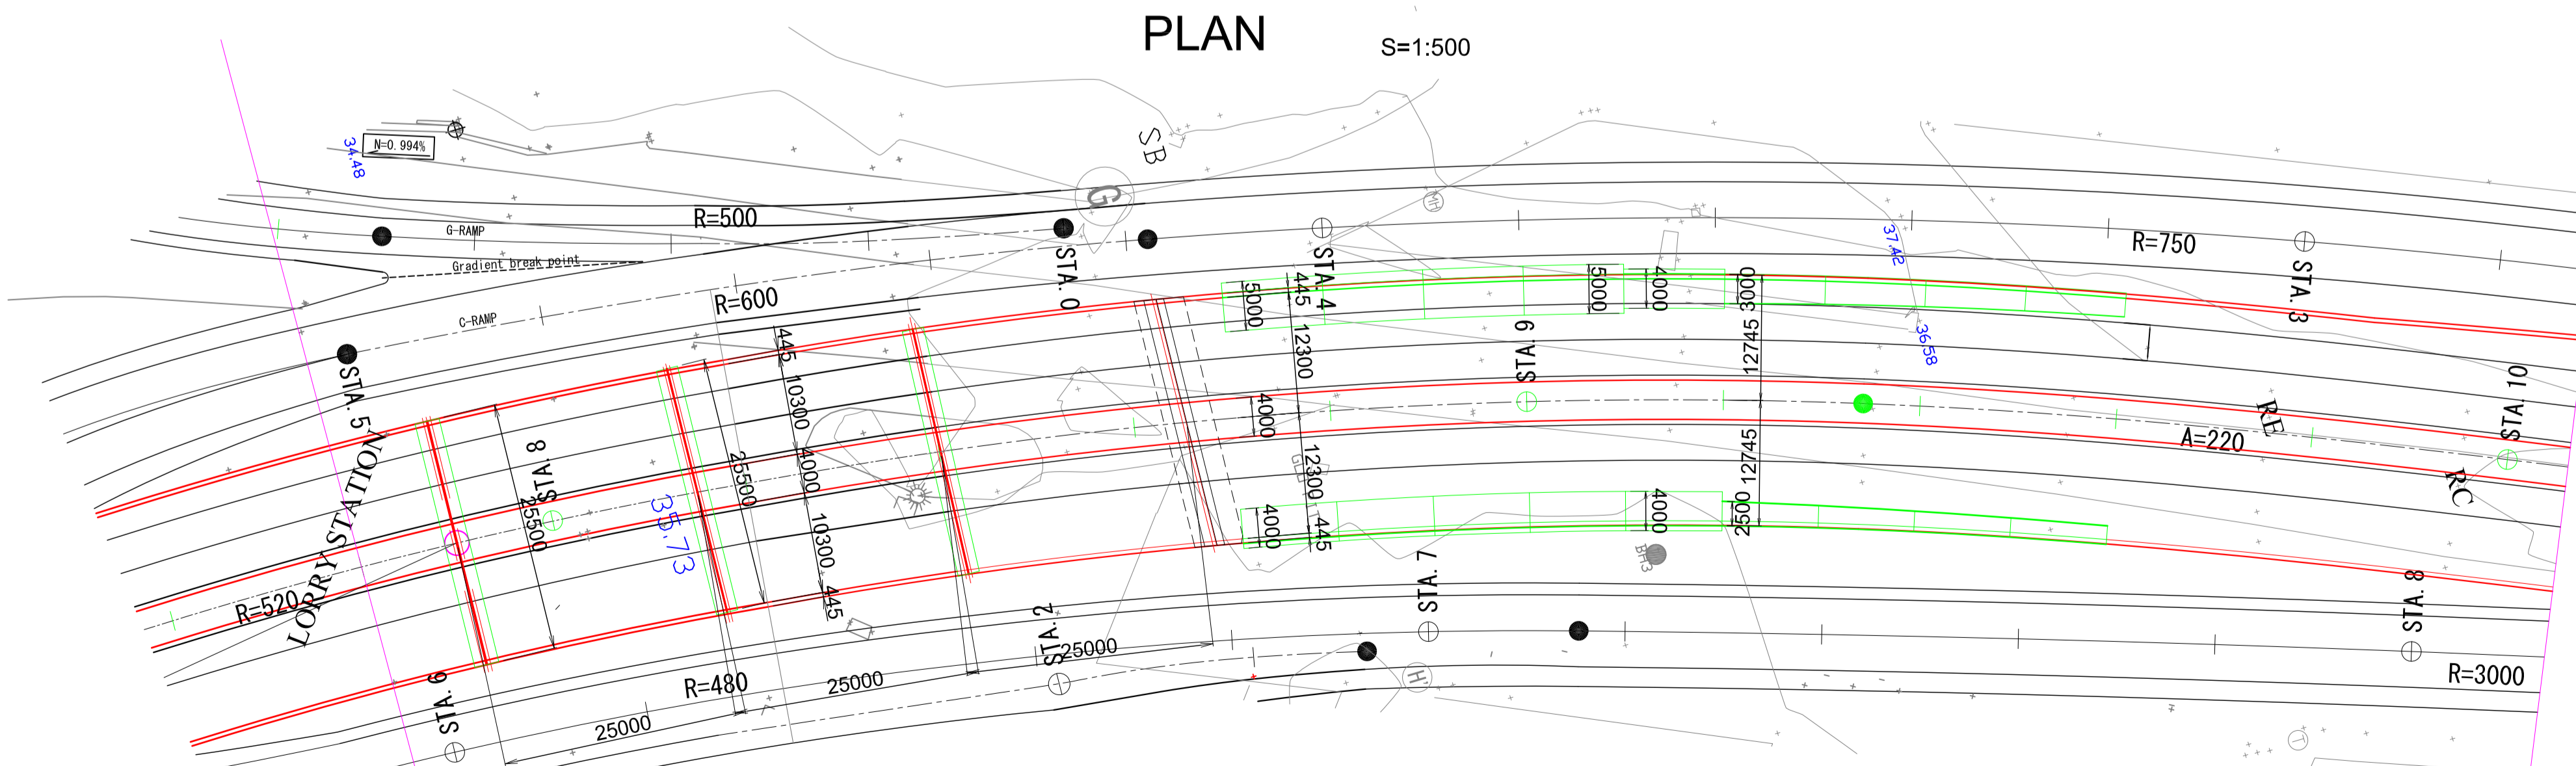 PLAN
S=1:500
SB
34.48
N=0.994%
G
MH
R=500
G-RAMP
37.42
R=750
Gradient break point
STA. 0
STA. 4
STA. 3
R=600
C-RAMP
5000
445
5000
4000
3000
STA. 5
445
12300
STA. 9
12745
36.58
10300
4000
RE
STA. 10
A=220
LORRY STATION
STA. 8
25500
25500
4000
12300
12745
RC
35.73
10300
4000
445
4000
2500
R=520
445
STA. 7
BH3
STA. 8
STA. 2
25000
STA. 9
R=480
25000
H'
R=3000
25000
T